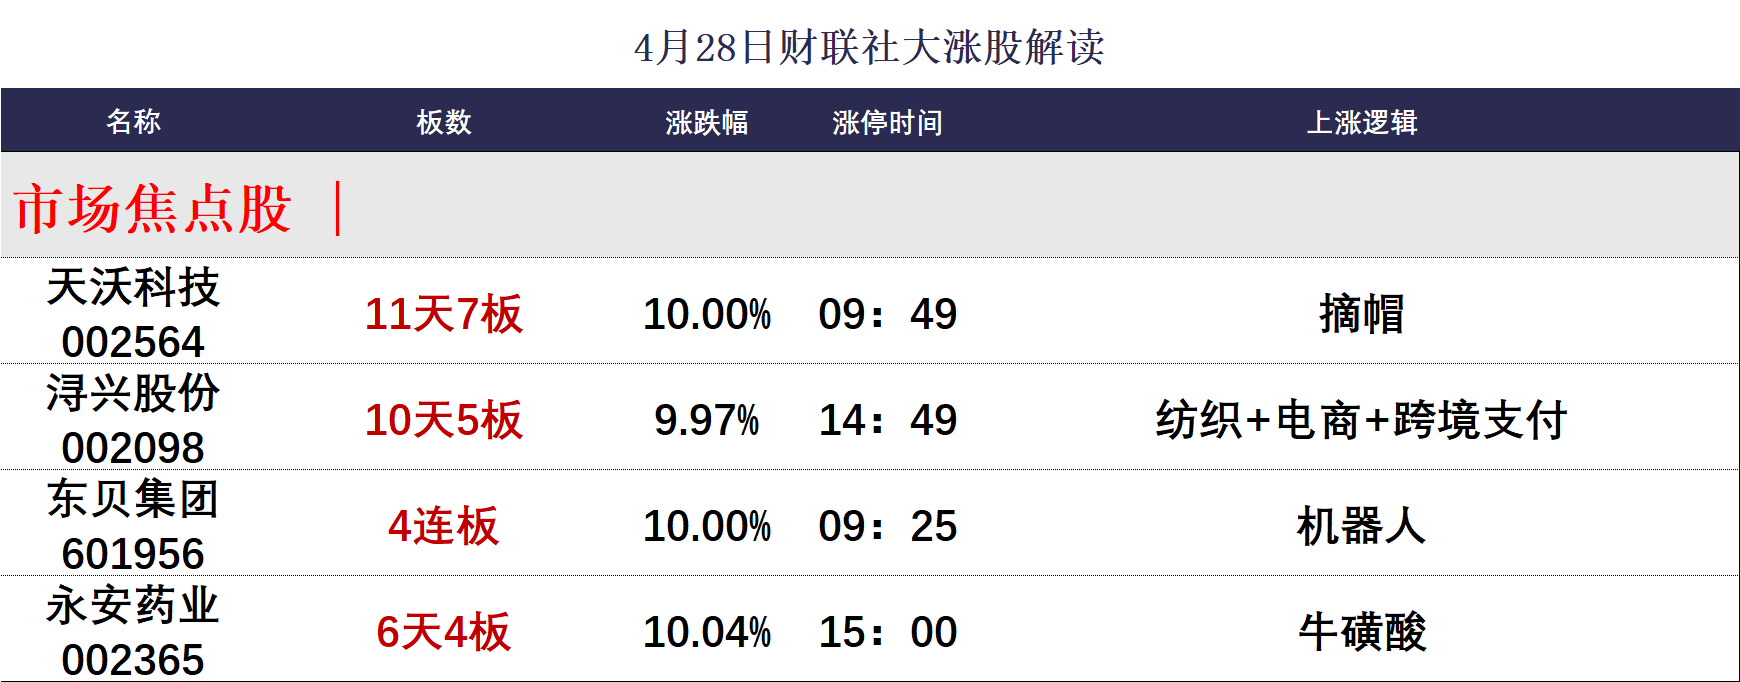 4月28日财联社大涨股解读
名称 板数 涨跌幅 涨停时间 上涨逻辑
市场焦点股 ｜
天沃科技
002564 11天7板 10.00% 09：49 摘帽
浔兴股份
002098 10天5板 9.97% 14：49 纺织+电商+跨境支付
东贝集团
601956 4连板 10.00% 09：25 机器人
永安药业
002365 6天4板 10.04% 15：00 牛磺酸